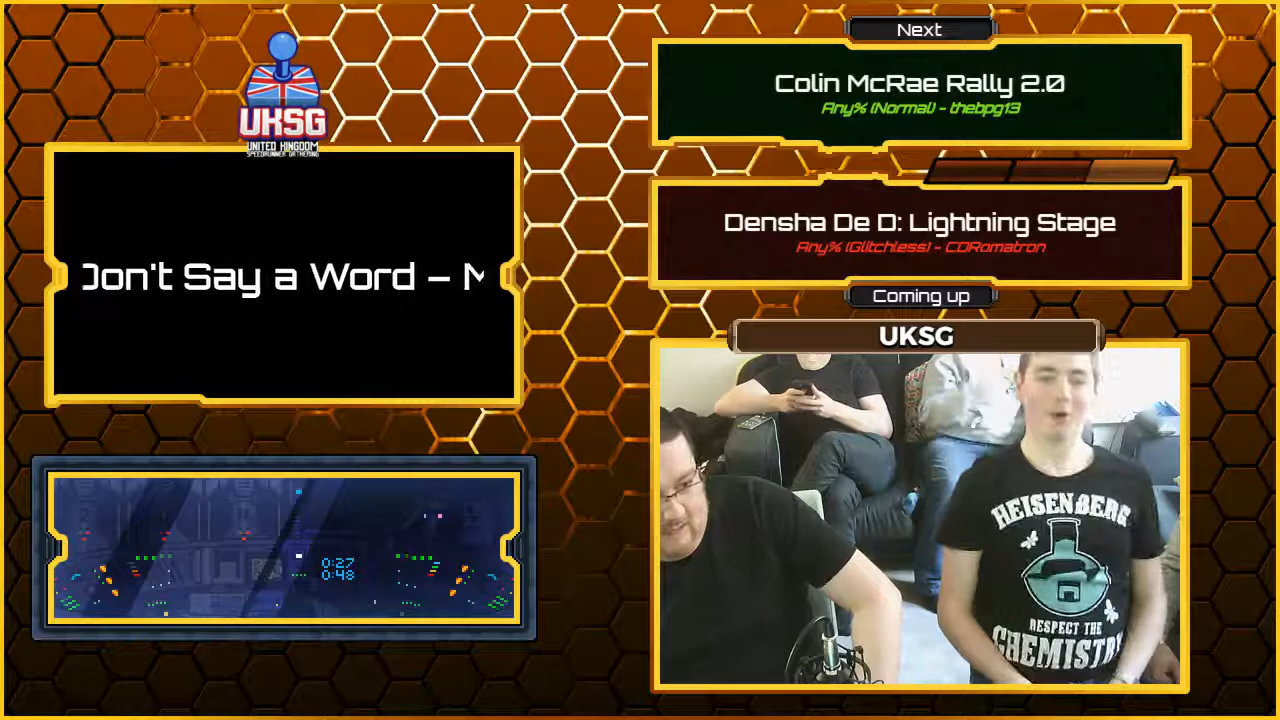 UKSG
UNITED KINGDOM
SPEEDRUNNER GATHERING
Don't Say a Word – M
0:27
0:48
Next
Colin McRae Rally 2.0
Any% (Normal) - thebpg13
Densha De D: Lightning Stage
Any% (Glitchless) - CDRomatron
Coming up
UKSG
HEISENBERG
RESPECT THE
CHEMISTRY